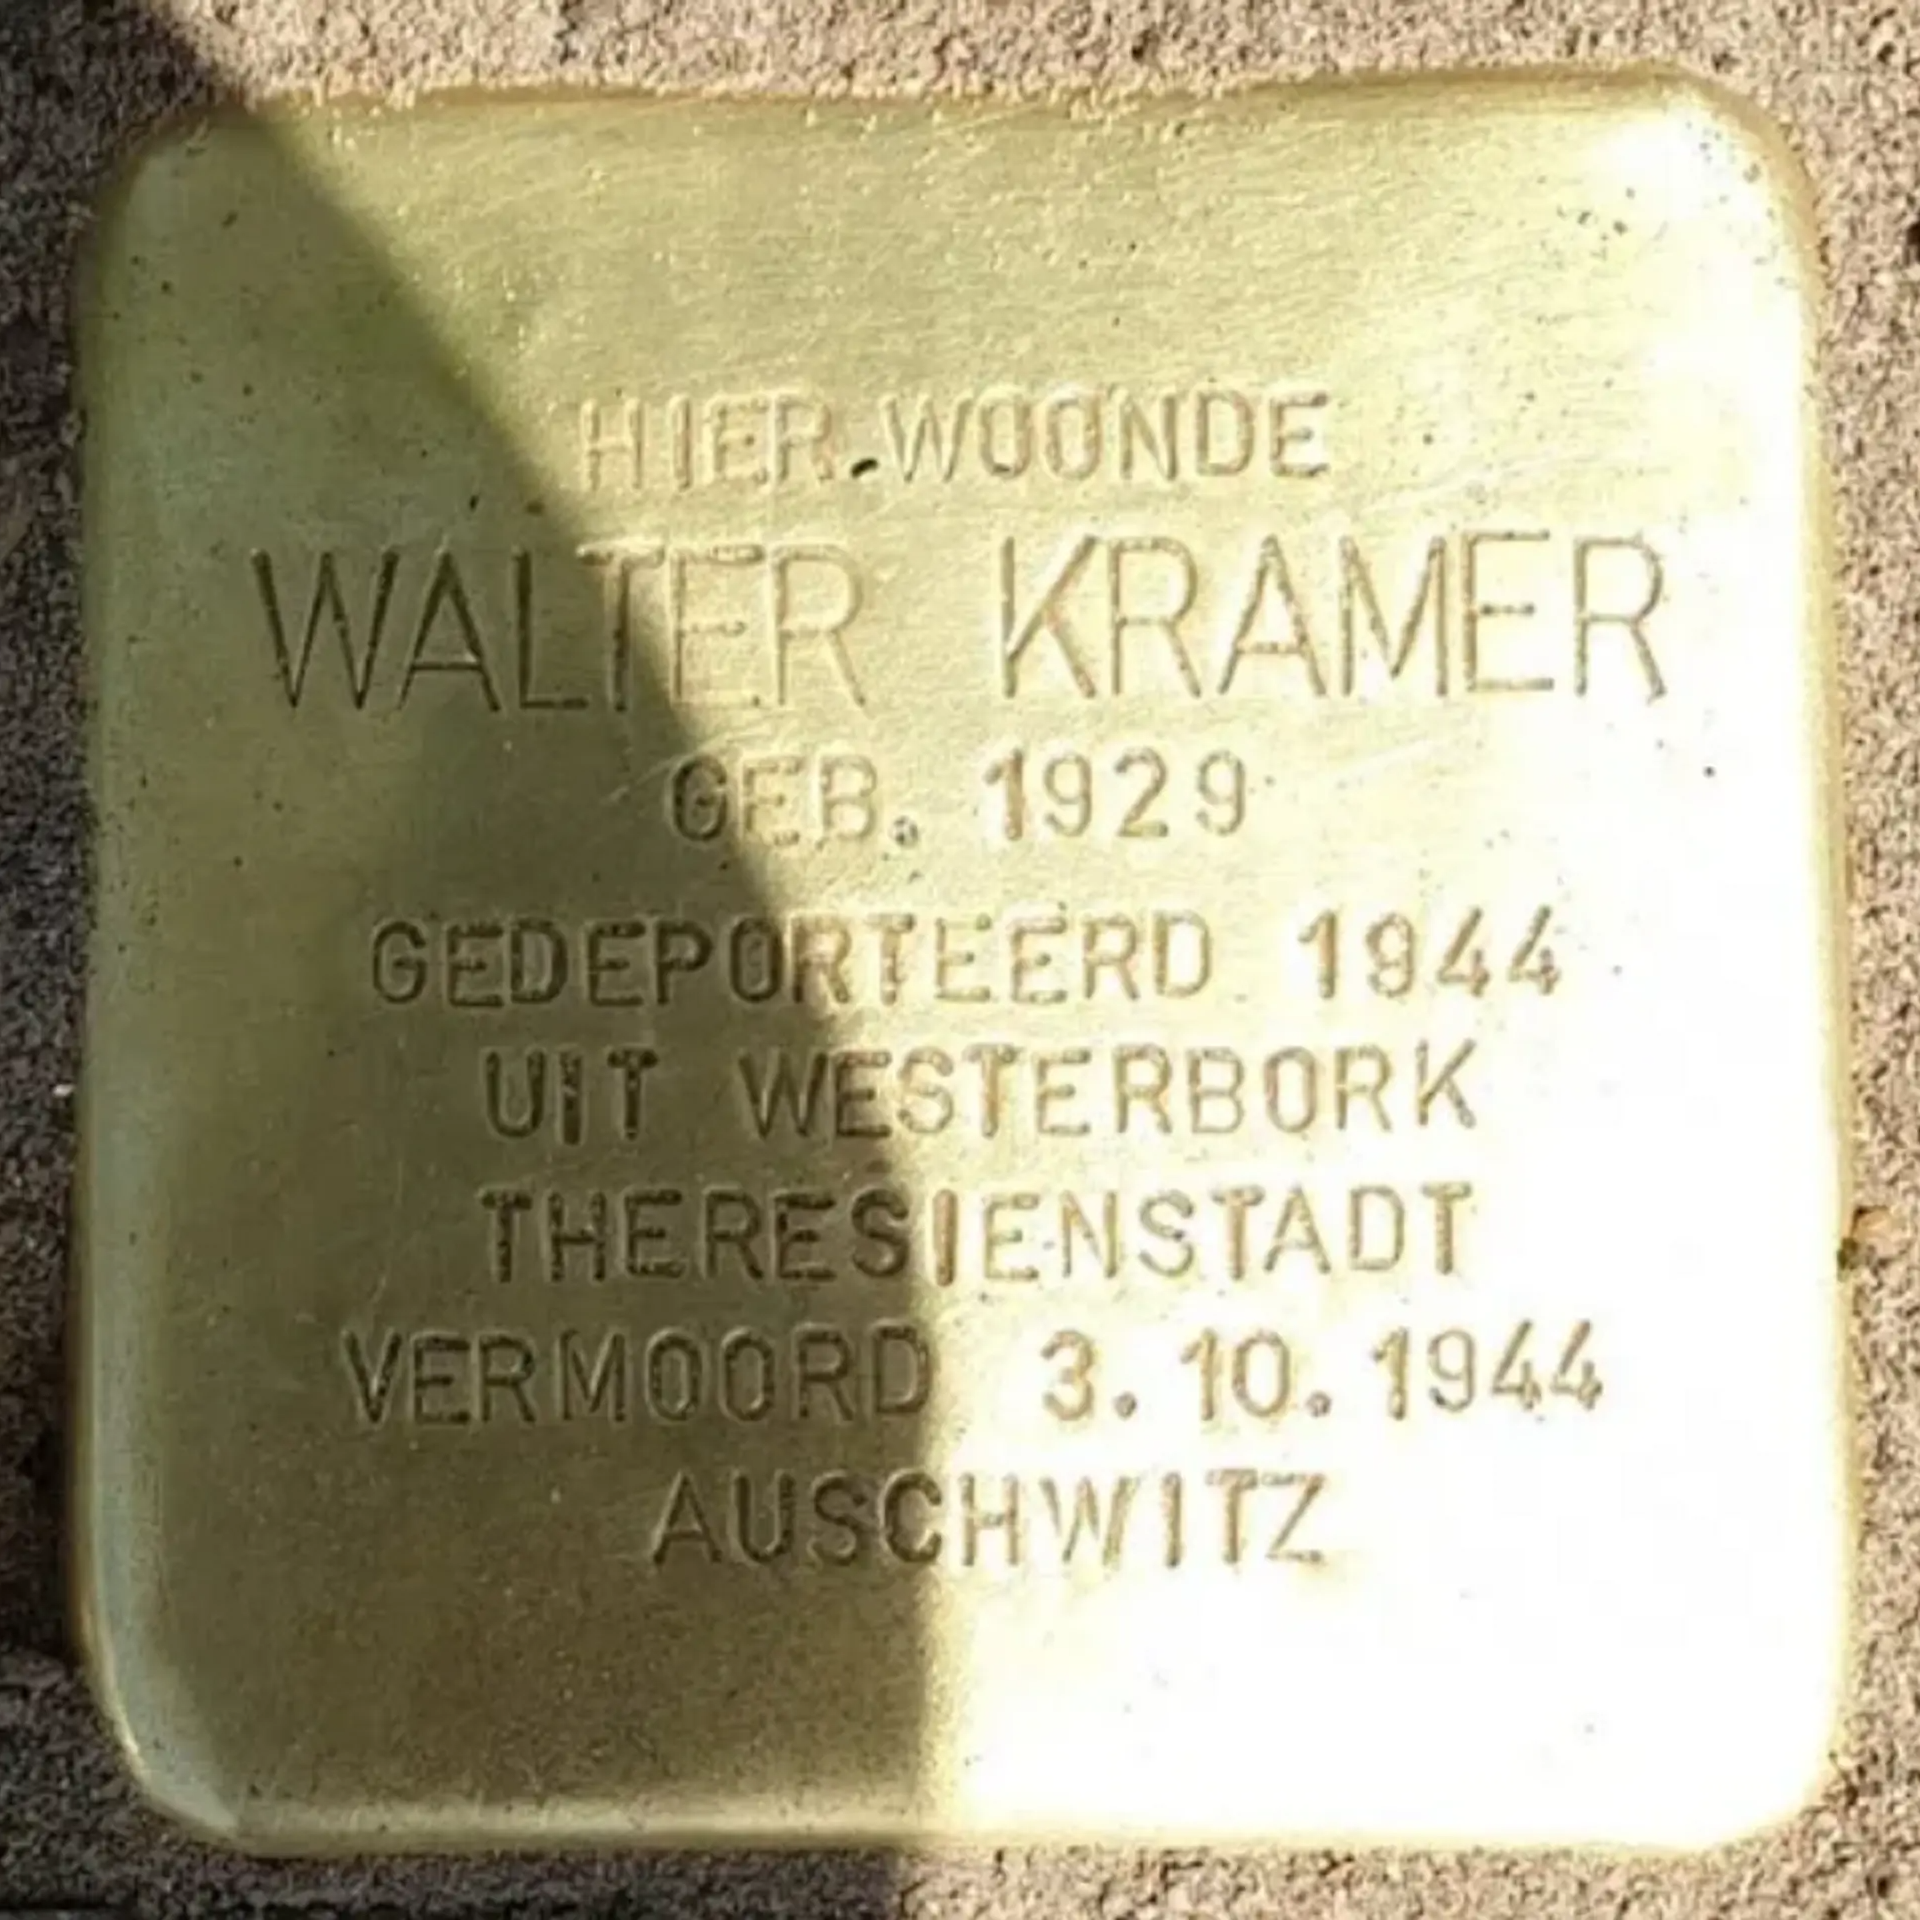 HIER WOONDE
WALTER KRAMER
GEB. 1929
GEDEPORTEERD 1944
UIT WESTERBORK
THERESIENSTADT
VERMOORD 3.10.1944
AUSCHWITZ